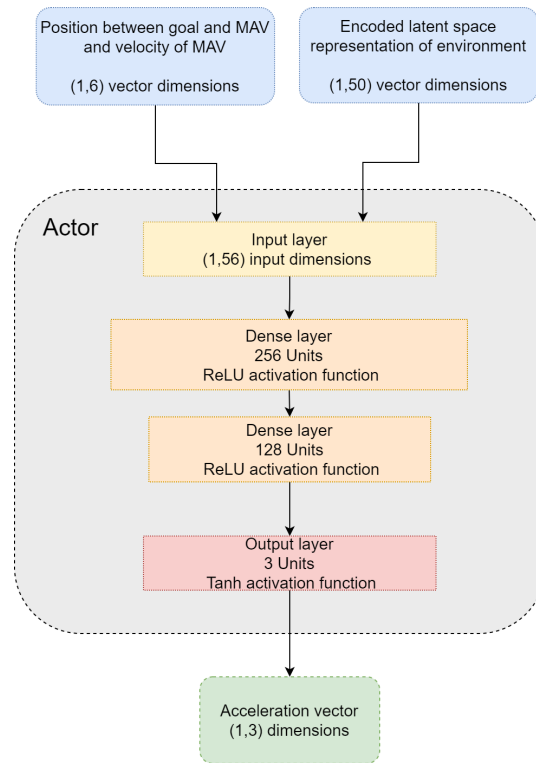 Position between goal and MAV
and velocity of MAV
(1,6) vector dimensions
Encoded latent space
representation of environment
(1,50) vector dimensions
Actor
Input layer
(1,56) input dimensions
Dense layer
256 Units
ReLU activation function
Dense layer
128 Units
ReLU activation function
Output layer
3 Units
Tanh activation function
Acceleration vector
(1,3) dimensions